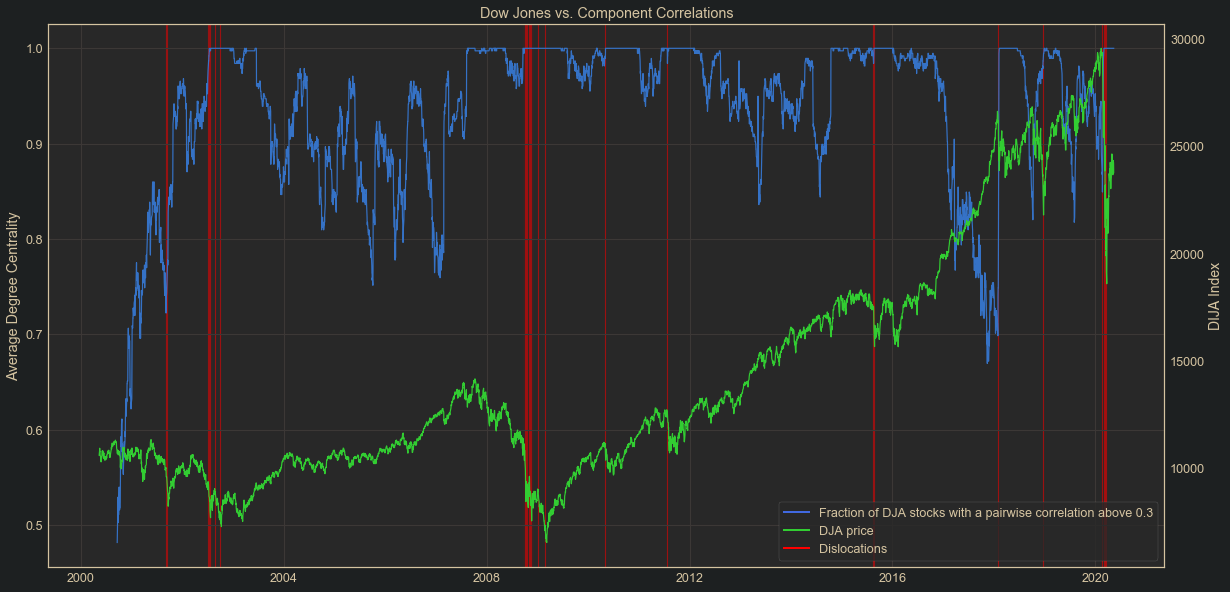 Dow Jones vs. Component Correlations
Average Degree Centrality
1.0
0.9
0.8
0.7
0.6
0.5
30000
25000
20000
15000
10000
DIJA Index
Fraction of DJA stocks with a pairwise correlation above 0.3
DJA price
Dislocations
2000 2004 2008 2012 2016 2020